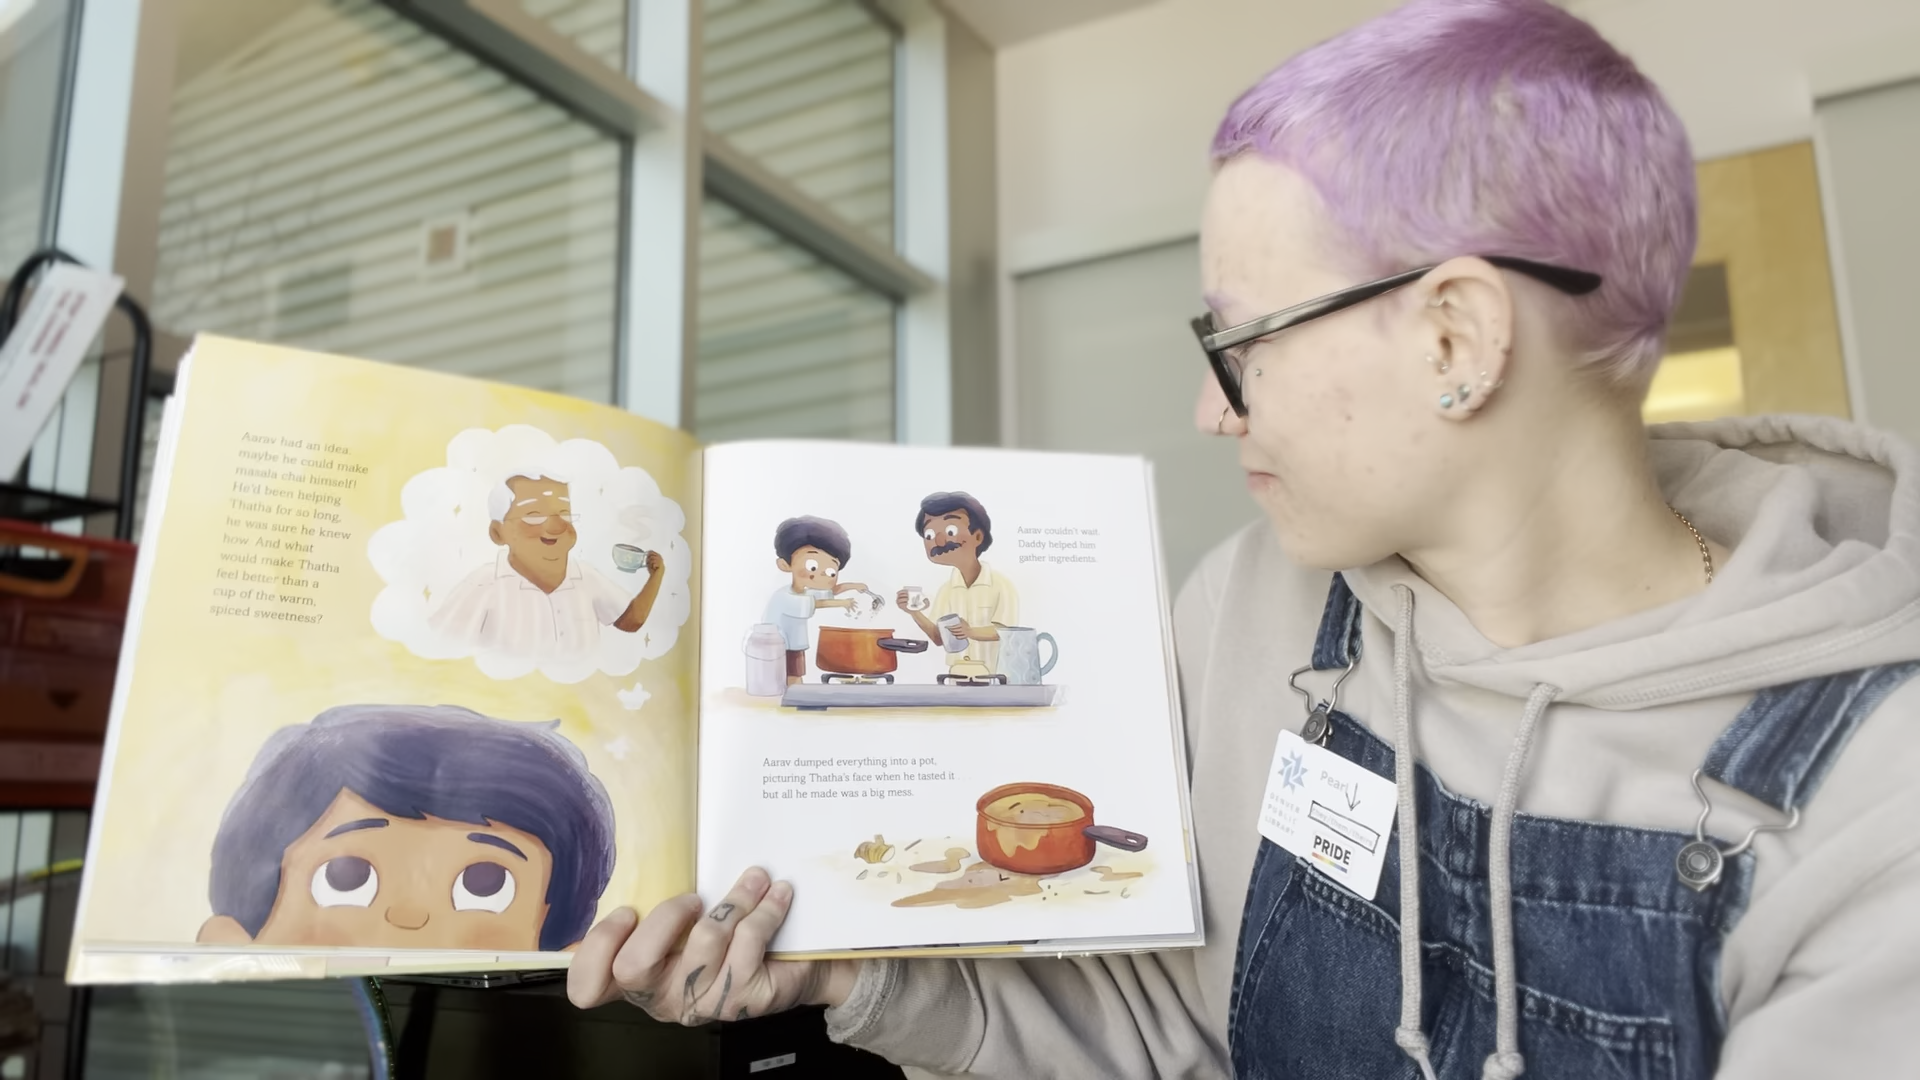 Aarav had an idea.
maybe he could make
masala chai himself!
He'd been helping
Thatha for so long,
he was sure he knew
how. And what
would make Thatha
feel better than a
cup of the warm,
spiced sweetness?
Aarav couldn't wait.
Daddy helped him
gather ingredients.
Aarav dumped everything into a pot,
picturing Thatha's face when he tasted it
but all he made was a big mess.
Pearl
DENVER
PUBLIC
LIBRARY
they/them/theirs
PRIDE